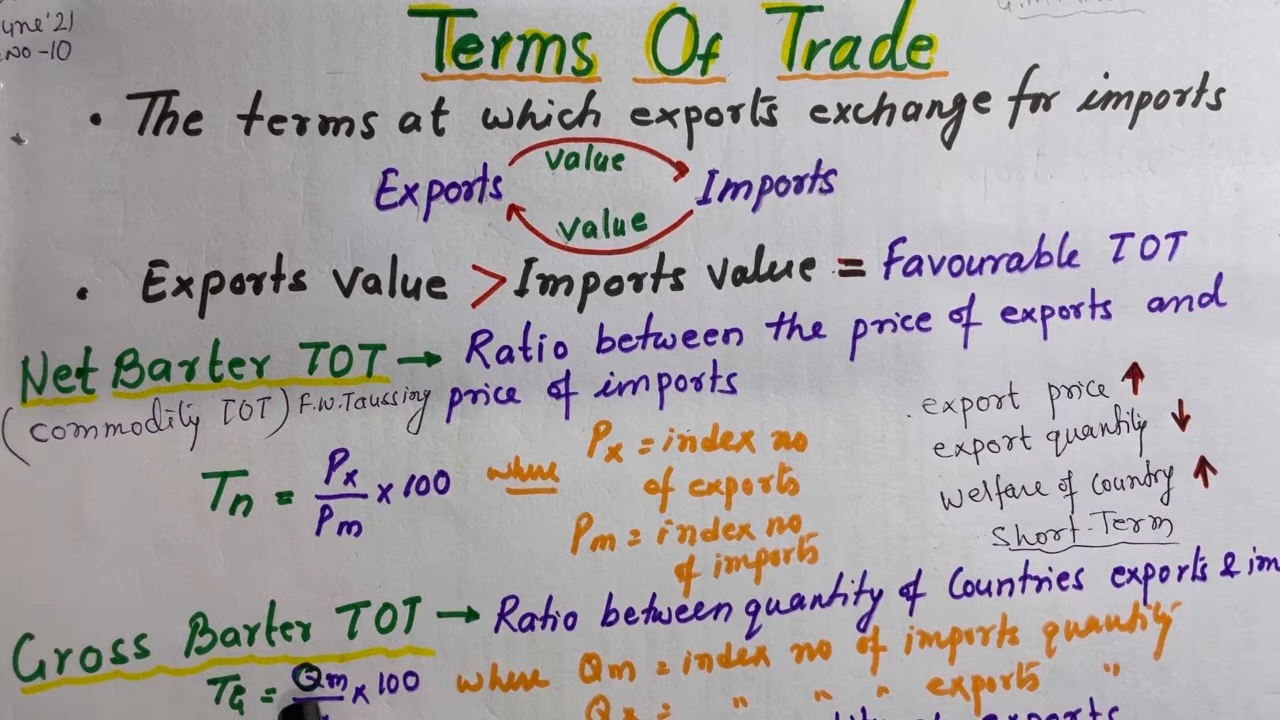 une'21
No-10
Terms Of Trade
• The terms at which exports exchange for imports
value
Exports Imports
value
• Exports value > Imports value = Favourable TOT
Net Barter TOT → Ratio between the price of exports and
price of imports
(commodity TOT) F.W. Taussing
Tn = Px/Pm × 100 where Px = index no
of exports
Pm = index no
of imports
. export price ↑
export quantity ↓
welfare of country ↑
Short-Term
Gross Barter TOT → Ratio between quantity of Countries exports & im
TG = Qm × 100 where Qm = index no of imports quantity
Qx = " " " exports "
exports